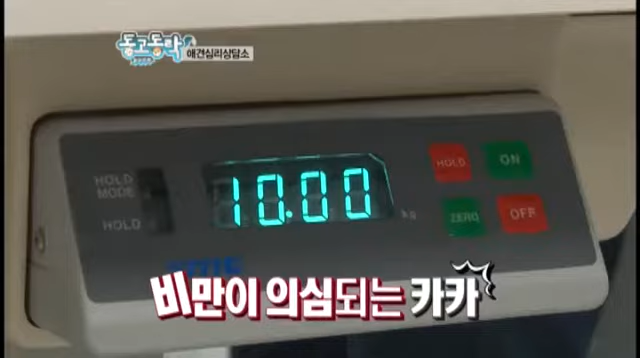 동고동락
애견심리상담소
HOLD MODE
HOLD
10.00
kg
HOLD
ON
ZERO
OFF
비만이 의심되는 카카